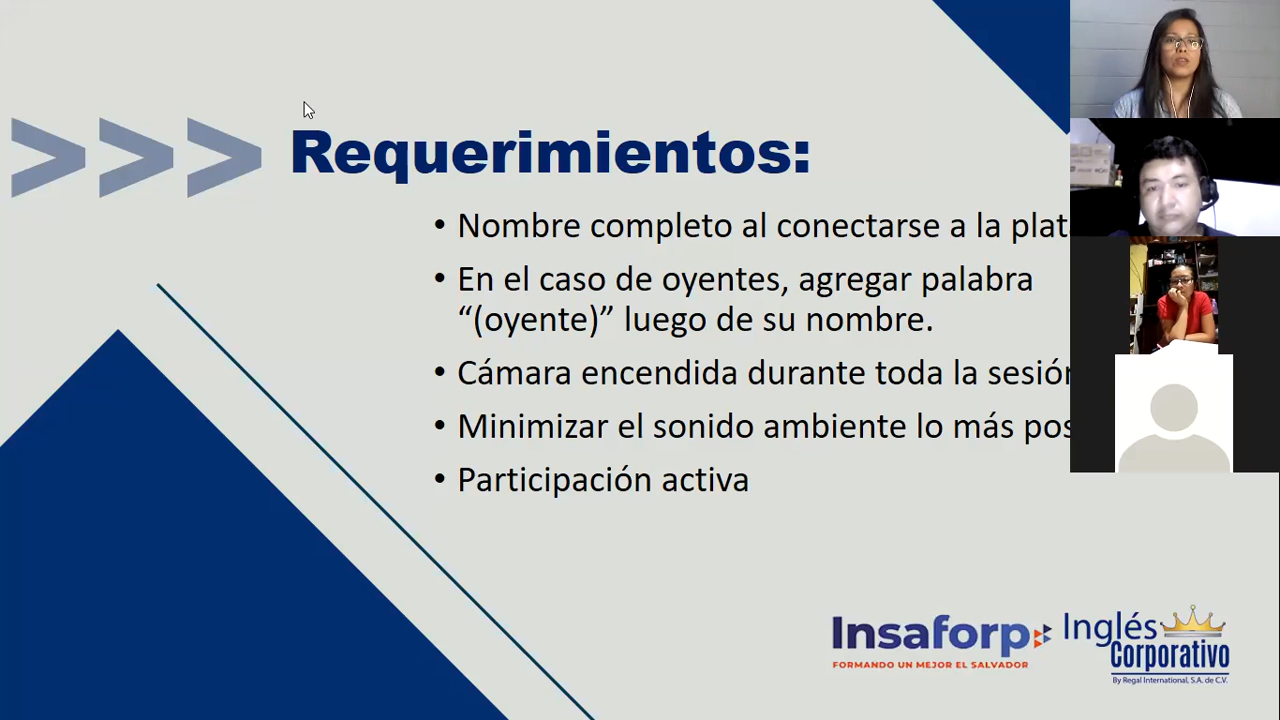 >>> Requerimientos:
• Nombre completo al conectarse a la plat
• En el caso de oyentes, agregar palabra
“(oyente)” luego de su nombre.
• Cámara encendida durante toda la sesión
• Minimizar el sonido ambiente lo más pos
• Participación activa
Insaforp
FORMANDO UN MEJOR EL SALVADOR
Inglés
Corporativo
By Regal International, S.A. de C.V.